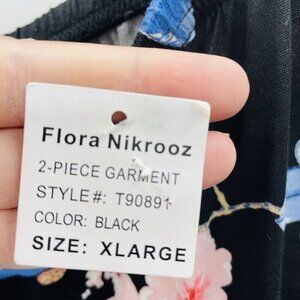 Flora Nikrooz
2-PIECE GARMENT
STYLE#: T90891
COLOR: BLACK
SIZE: XLARGE